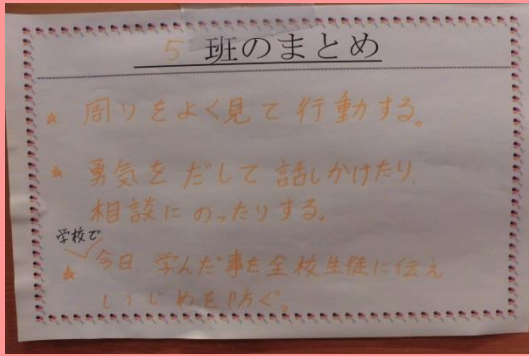 5 班のまとめ
☆ 周りをよく見て行動する。
☆ 勇気をだして話しかけたり、
相談にのったりする。
学校で
☆ 今日、学んだ事を全校生徒に伝え
いじめを防ぐ。